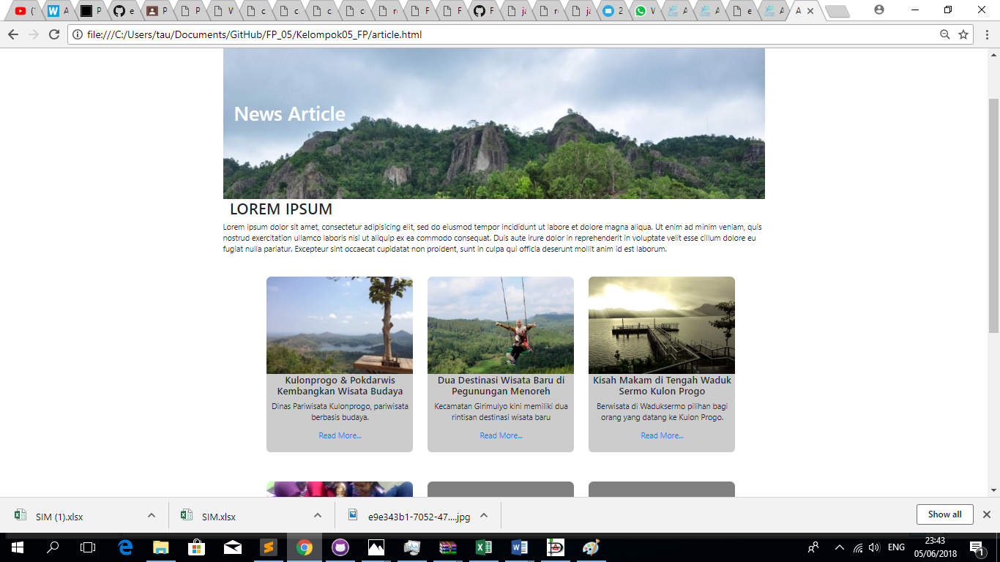 file:///C:/Users/tau/Documents/GitHub/FP_05/Kelompok05_FP/article.html
News Article
LOREM IPSUM
Lorem ipsum dolor sit amet, consectetur adipisicing elit, sed do eiusmod tempor incididunt ut labore et dolore magna aliqua. Ut enim ad minim veniam, quis
nostrud exercitation ullamco laboris nisi ut aliquip ex ea commodo consequat. Duis aute irure dolor in reprehenderit in voluptate velit esse cillum dolore eu
fugiat nulla pariatur. Excepteur sint occaecat cupidatat non proident, sunt in culpa qui officia deserunt mollit anim id est laborum.
Kulonprogo & Pokdarwis
Kembangkan Wisata Budaya
Dinas Pariwisata Kulonprogo, pariwisata
berbasis budaya.
Read More...
Dua Destinasi Wisata Baru di
Pegunungan Menoreh
Kecamatan Girimulyo kini memiliki dua
rintisan destinasi wisata baru
Read More...
Kisah Makam di Tengah Waduk
Sermo Kulon Progo
Berwisata di Waduksermo pilihan bagi
orang yang datang ke Kulon Progo.
Read More...
SIM (1).xlsx
SIM.xlsx
e9e343b1-7052-47....jpg
Show all
ENG
23:43
05/06/2018
1